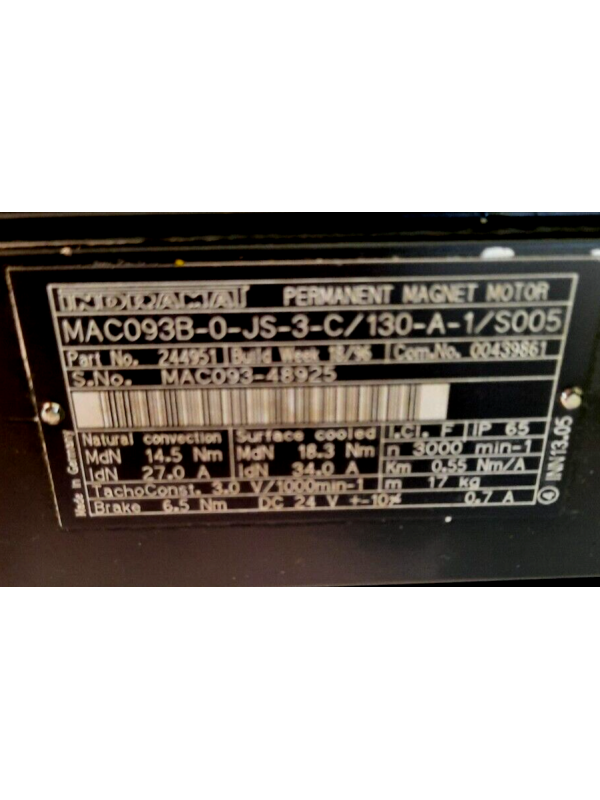 INDRAMAT PERMANENT MAGNET MOTOR
MAC093B-0-JS-3-C/130-A-1/S005
Part No. 244951 Build Week 18/96 Com.No. 00439861
S.No. MAC093-48925
Natural convection Surface cooled I.Cl. F IP 65
MdN 14.5 Nm MdN 18.3 Nm n 3000 min-1
IdN 27.0 A IdN 34.0 A Km 0.55 Nm/A
TachoConst. 3.0 V/1000min-1 m 17 kg
Brake 6.5 Nm DC 24 V +-10% 0.7 A
Made in Germany
4 INN13.05